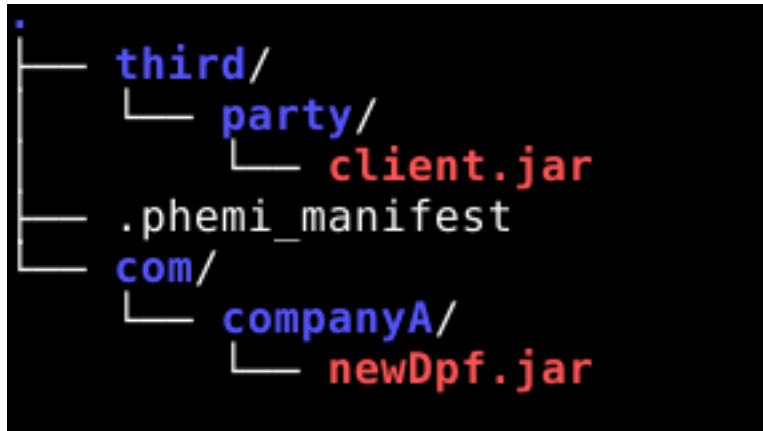 .
├── third/
│   └── party/
│       └── client.jar
├── .phemi_manifest
└── com/
    └── companyA/
        └── newDpf.jar